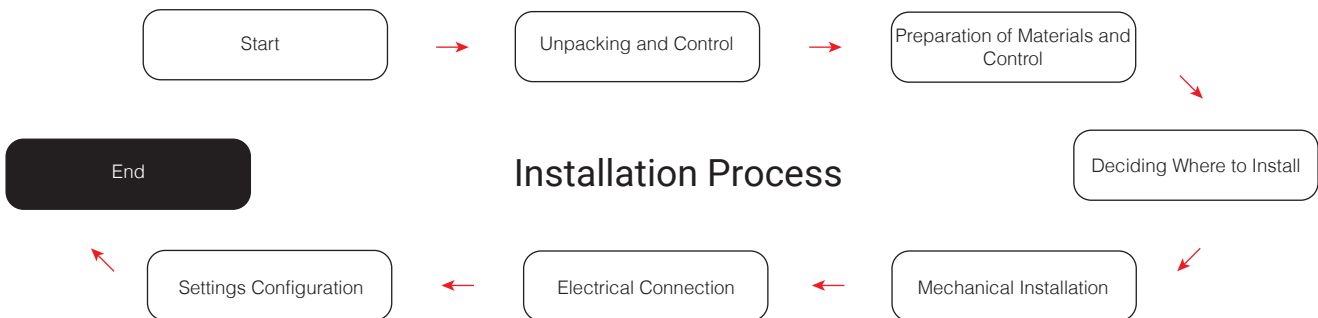 Start
Unpacking and Control
Preparation of Materials and
Control
Deciding Where to Install
Installation Process
End
Mechanical Installation
Electrical Connection
Settings Configuration